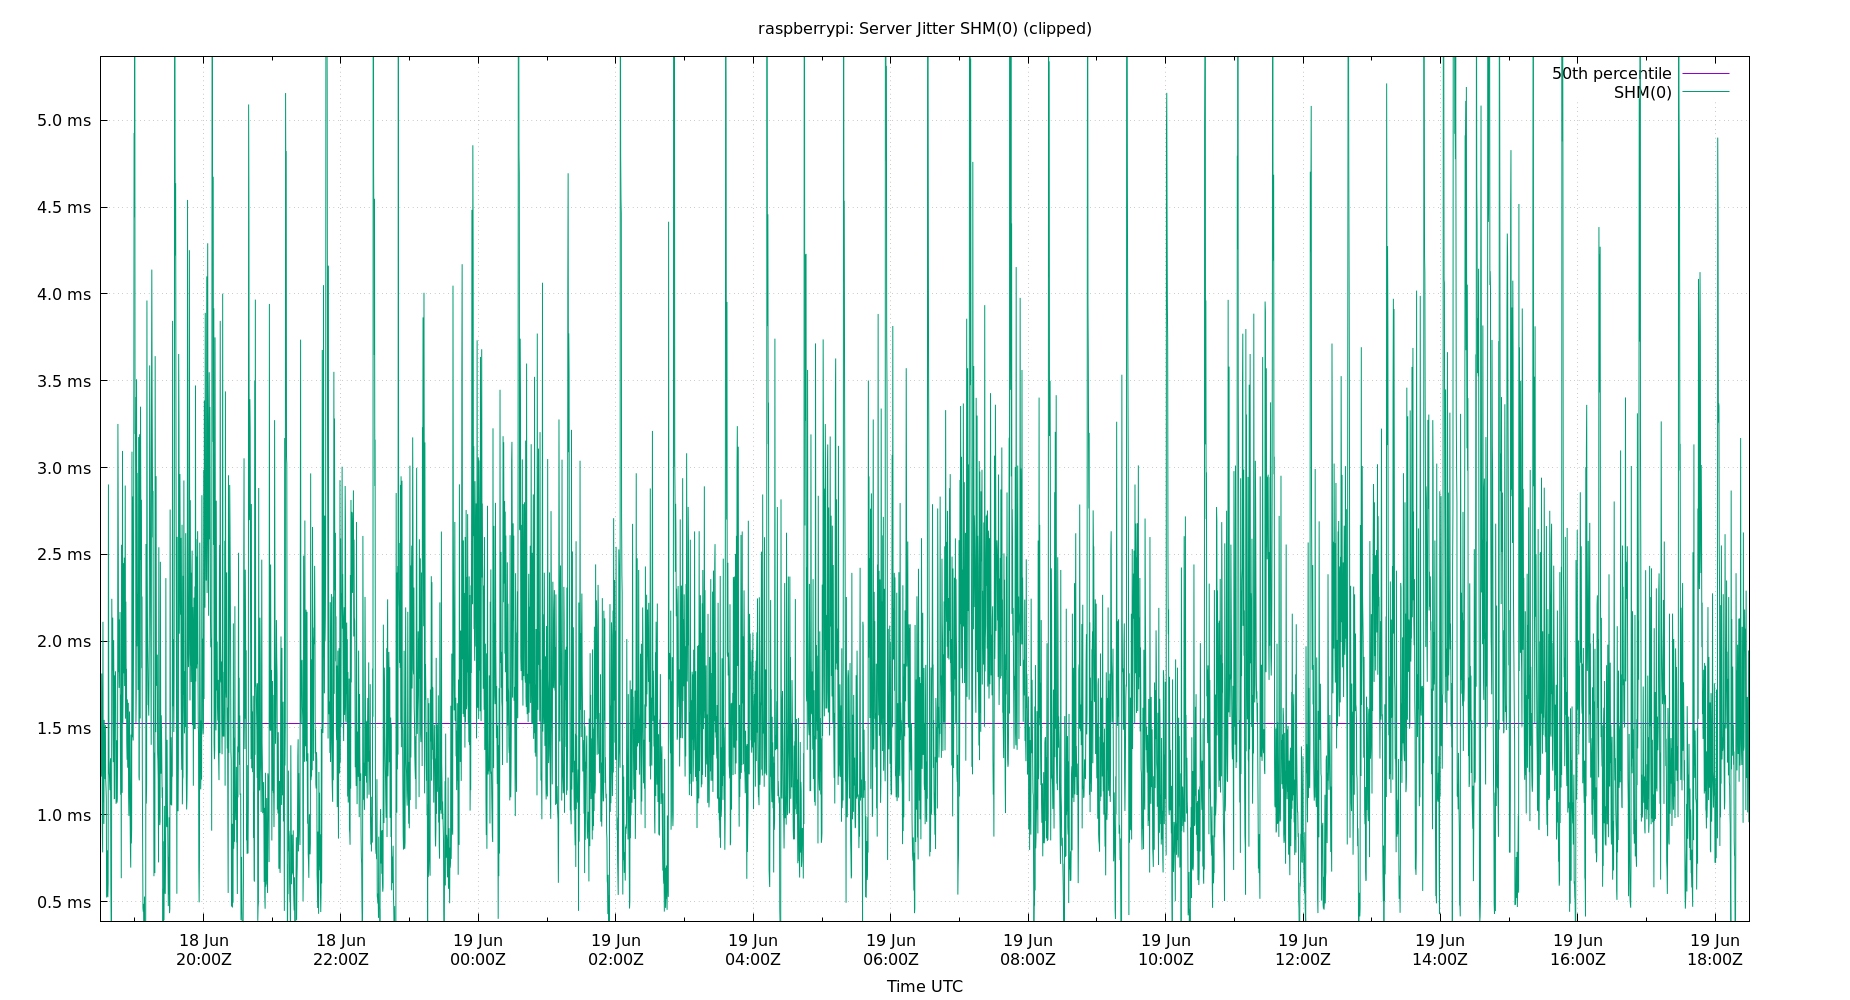 raspberrypi: Server Jitter SHM(0) (clipped)
50th percentile
SHM(0)
5.0 ms
4.5 ms
4.0 ms
3.5 ms
3.0 ms
2.5 ms
2.0 ms
1.5 ms
1.0 ms
0.5 ms
18 Jun 18 Jun 19 Jun 19 Jun 19 Jun 19 Jun 19 Jun 19 Jun 19 Jun 19 Jun 19 Jun 19 Jun
20:00Z 22:00Z 00:00Z 02:00Z 04:00Z 06:00Z 08:00Z 10:00Z 12:00Z 14:00Z 16:00Z 18:00Z
Time UTC